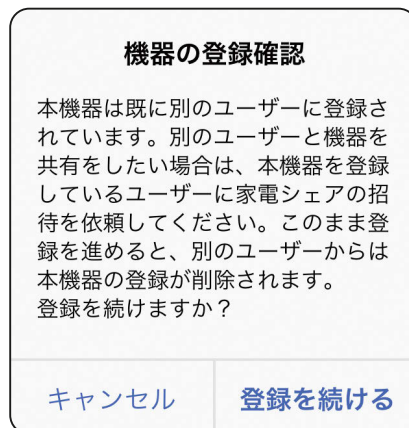 機器の登録確認
本機器は既に別のユーザーに登録さ
れています。別のユーザーと機器を
共有をしたい場合は、本機器を登録
しているユーザーに家電シェアの招
待を依頼してください。このまま登
録を進めると、別のユーザーからは
本機器の登録が削除されます。
登録を続けますか？
キャンセル
登録を続ける